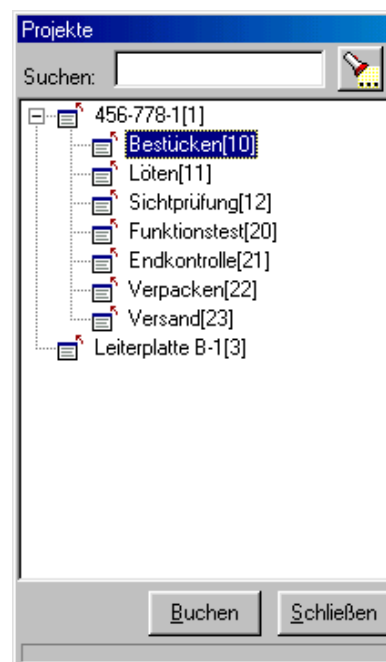 Projekte
Suchen:
456-778-1[1]
Bestücken[10]
Löten[11]
Sichtprüfung[12]
Funktionstest[20]
Endkontrolle[21]
Verpacken[22]
Versand[23]
Leiterplatte B-1[3]
Buchen Schließen